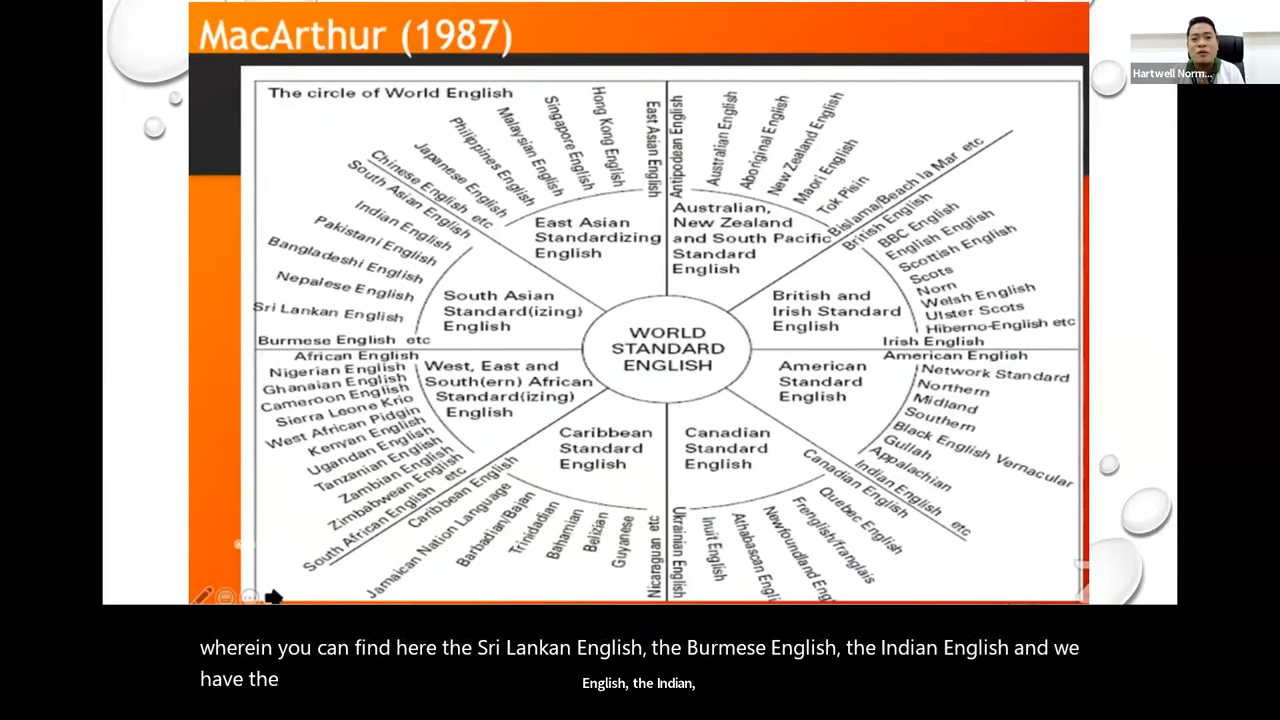 MacArthur (1987)
Hartwell Norm...
The circle of World English
East Asian English
Hong Kong English
Singapore English
Malaysian English
Philippines English
Japanese English
Chinese English etc
East Asian
Standardizing
English
Antipodean English
Australian English
Aboriginal English
New Zealand English
Maori English
Tok Pisin
Bislama/Beach la Mar etc
Australian,
New Zealand
and South Pacific
Standard
English
British English
BBC English
English English
Scottish English
Scots
Norn
Welsh English
Ulster Scots
Hiberno-English etc
Irish English
British and
Irish Standard
English
South Asian English
Indian English
Pakistani English
Bangladeshi English
Nepalese English
Sri Lankan English
Burmese English etc
South Asian
Standard(izing)
English
WORLD
STANDARD
ENGLISH
African English
Nigerian English
Ghanaian English
Cameroon English
Sierra Leone Krio
West African Pidgin
Kenyan English
Ugandan English
Tanzanian English
Zambian English
Zimbabwean English
South African English etc
West, East and
South(ern) African
Standard(izing)
English
American English
Network Standard
Northern
Midland
Southern
Black English Vernacular
Gullah
Appalachian
Indian English etc
American
Standard
English
Caribbean English
Jamaican Nation Language
Barbadian/Bajan
Trinidadian
Bahamian
Belizian
Guyanese
Nicaraguan etc
Caribbean
Standard
English
Canadian English
Quebec English
Frenglish/franglais
Newfoundland Eng
Athabascan Engli
Inuit English
Ukrainian English
Canadian
Standard
English
wherein you can find here the Sri Lankan English, the Burmese English, the Indian English and we
have the
English, the Indian,